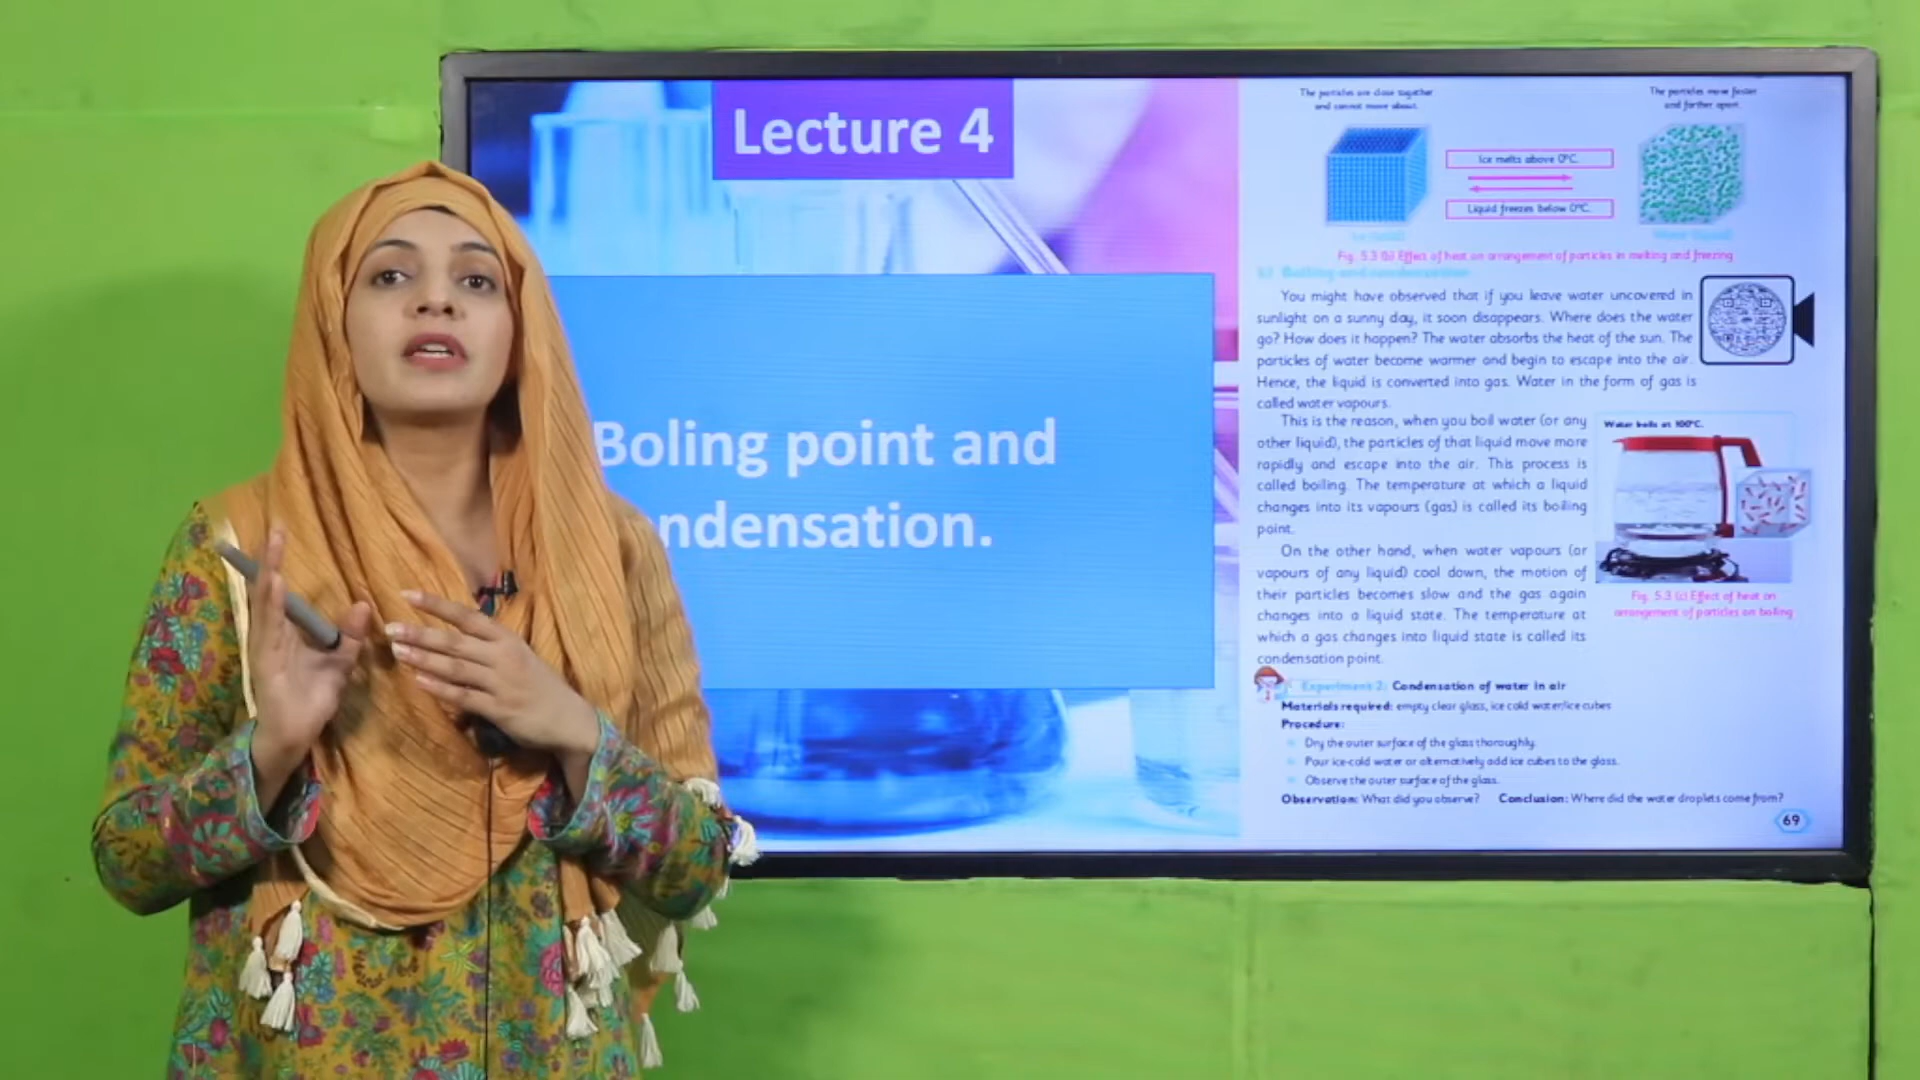 Lecture 4
Boling point and
ndensation.
The particles are close together
and cannot move about.
The particles move faster
and farther apart.
Ice melts above 0°C.
Liquid freezes below 0°C.
Fig. 5.3 (b) Effect of heat on arrangement of particles in melting and freezing
Boiling and condensation
You might have observed that if you leave water uncovered in
sunlight on a sunny day, it soon disappears. Where does the water
go? How does it happen? The water absorbs the heat of the sun. The
particles of water become warmer and begin to escape into the air.
Hence, the liquid is converted into gas. Water in the form of gas is
called water vapours.
This is the reason, when you boil water (or any
other liquid), the particles of that liquid move more
rapidly and escape into the air. This process is
called boiling. The temperature at which a liquid
changes into its vapours (gas) is called its boiling
point.
Water boils at 100°C.
Fig. 5.3 (c) Effect of heat on
arrangement of particles on boiling
On the other hand, when water vapours (or
vapours of any liquid) cool down, the motion of
their particles becomes slow and the gas again
changes into a liquid state. The temperature at
which a gas changes into liquid state is called its
condensation point.
Experiment 2: Condensation of water in air
Materials required: empty clear glass, ice cold water/ice cubes
Procedure:
Dry the outer surface of the glass thoroughly.
Pour ice-cold water or alternatively add ice cubes to the glass.
Observe the outer surface of the glass.
Observation: What did you observe? Conclusion: Where did the water droplets come from?
69